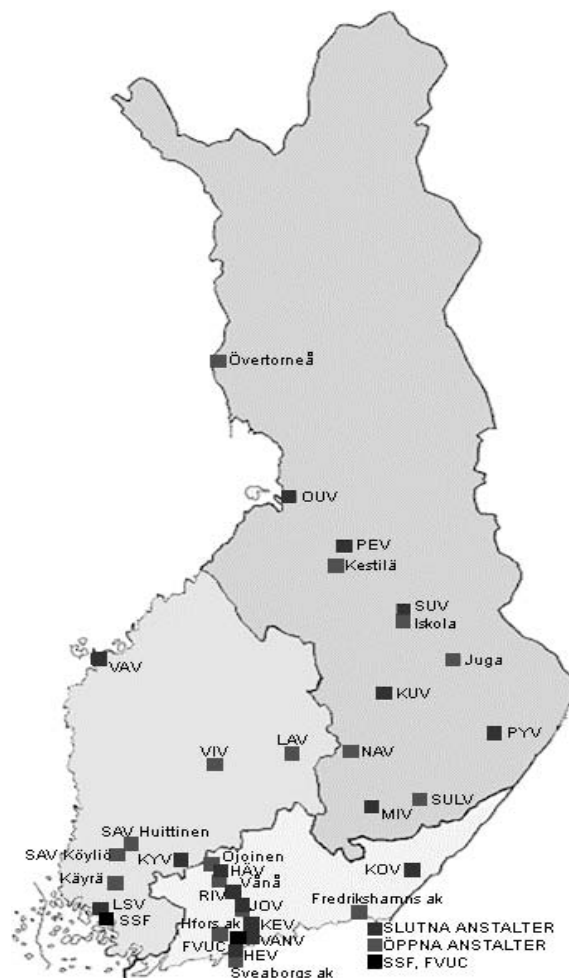 Övertorneå
OUV
PEV
Kestilä
SUV
Iskola
Juga
VAV
KUV
PYV
LAV
NAV
VIV
SULV
MIV
SAV Huittinen
SAV Köyliö
KYV
Ojoinen
HÄV
KOV
Käyrä
Vånå
RIV
Fredrikshamns ak
LSV
JOV
SSF
Hfors ak
KEV
FVUC
VANV
HEV
Sveaborgs ak
SLUTNA ANSTALTER
ÖPPNA ANSTALTER
SSF, FVUC